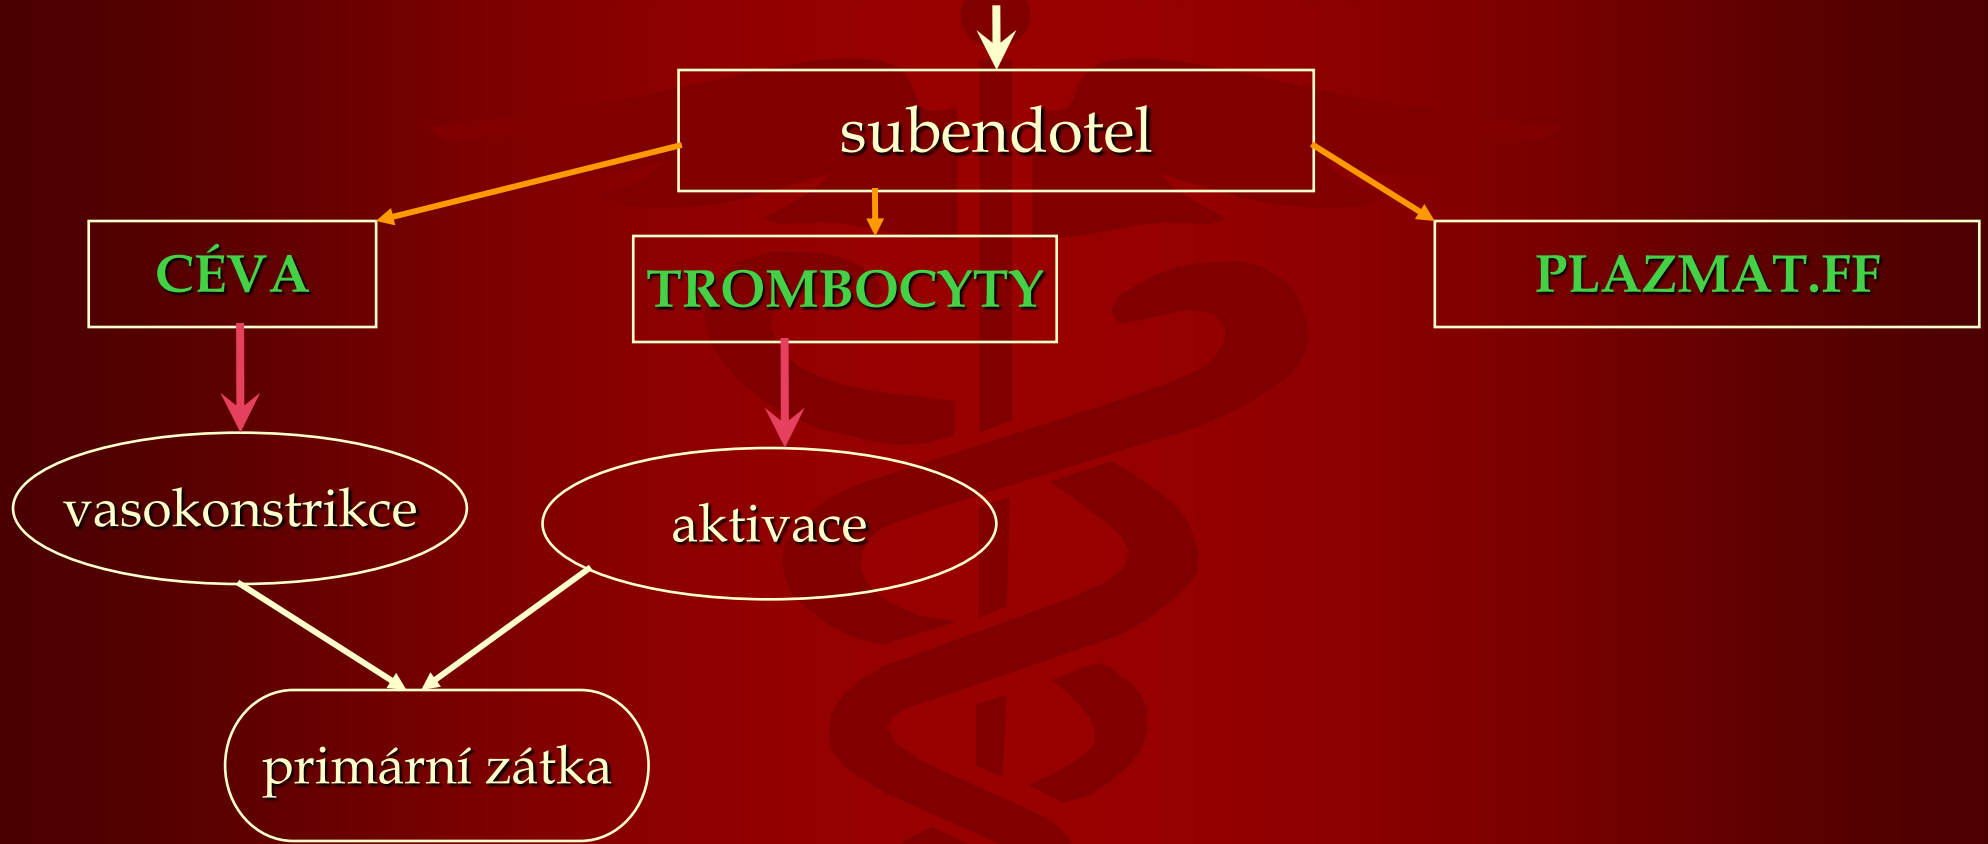 subendotel
CÉVA
TROMBOCYTY
PLAZMAT.FF
vasokonstrikce
aktivace
primární zátka